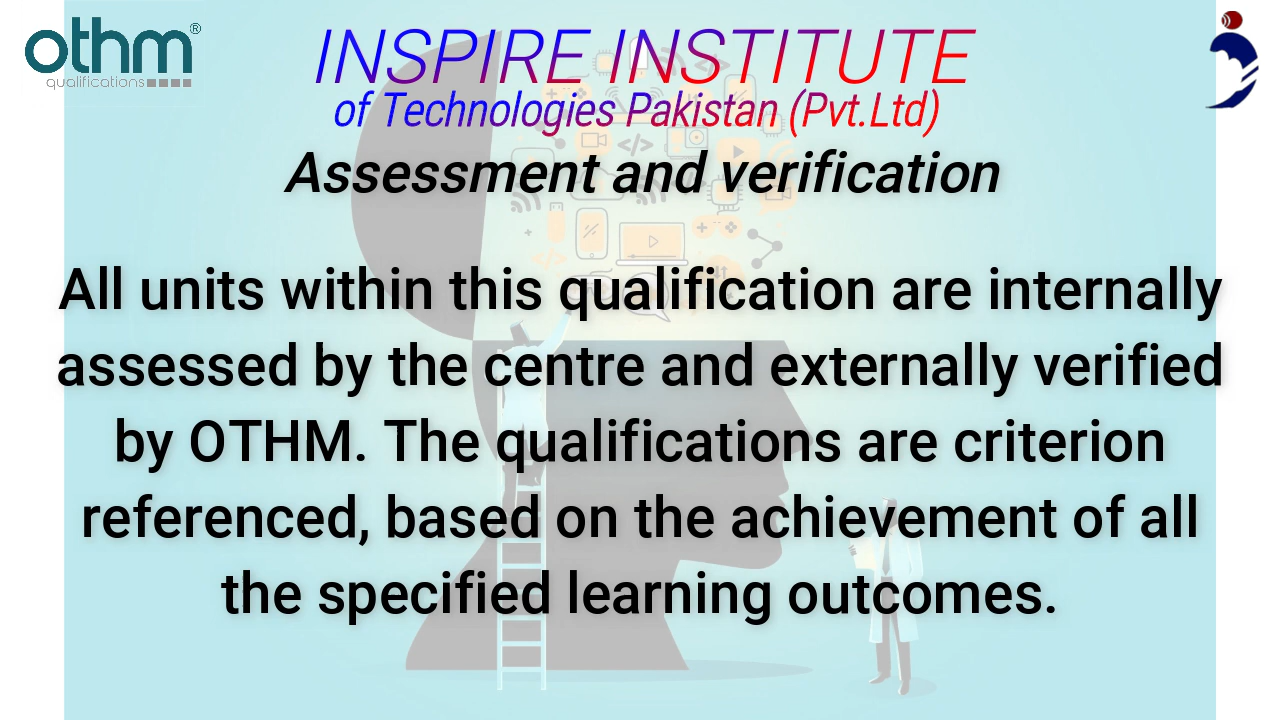 othm®
qualifications
INSPIRE INSTITUTE
of Technologies Pakistan (Pvt.Ltd)
Assessment and verification
All units within this qualification are internally
assessed by the centre and externally verified
by OTHM. The qualifications are criterion
referenced, based on the achievement of all
the specified learning outcomes.